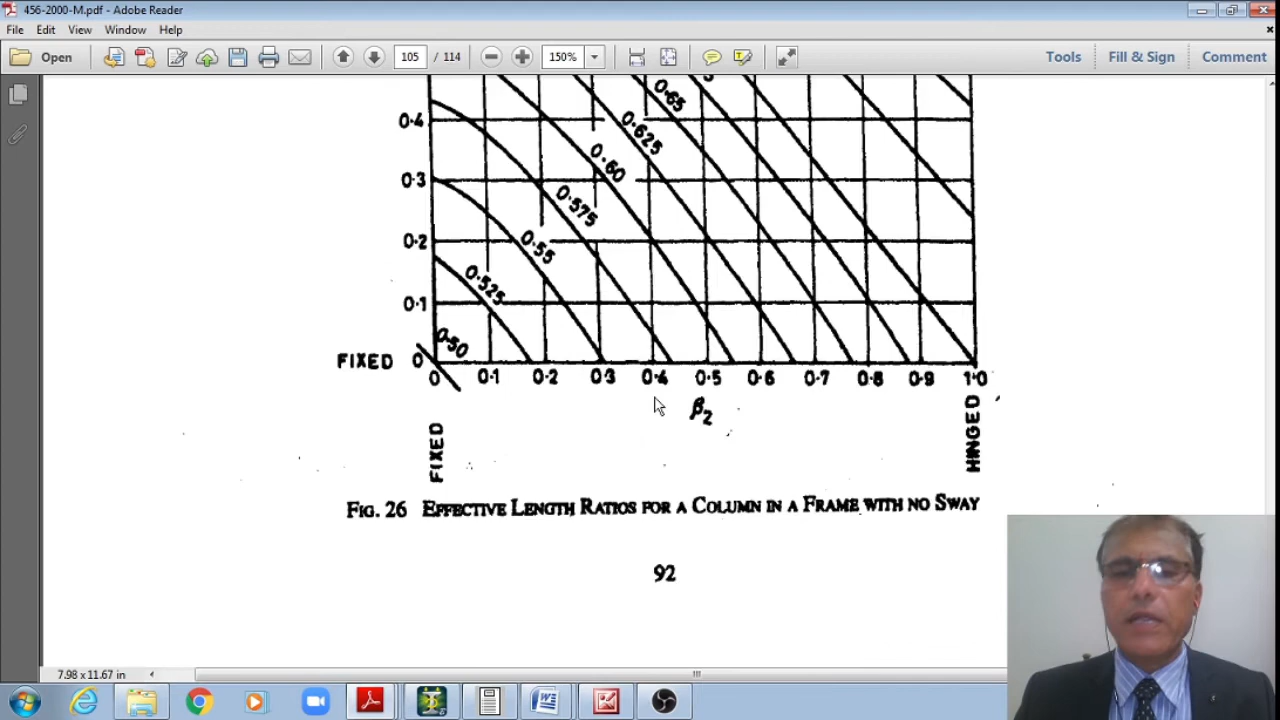 456-2000-M.pdf - Adobe Reader
File Edit View Window Help
Open 105 / 114 150% Tools Fill & Sign Comment
0.65
0.4 0.625
0.60
0.3
0.575
0.2 0.55
0.525
0.1
0.50
FIXED 0
0 0.1 0.2 0.3 0.4 0.5 0.6 0.7 0.8 0.9 1.0
β2
FIXED
HINGED
FIG. 26 EFFECTIVE LENGTH RATIOS FOR A COLUMN IN A FRAME WITH NO SWAY
92
7.98 x 11.67 in